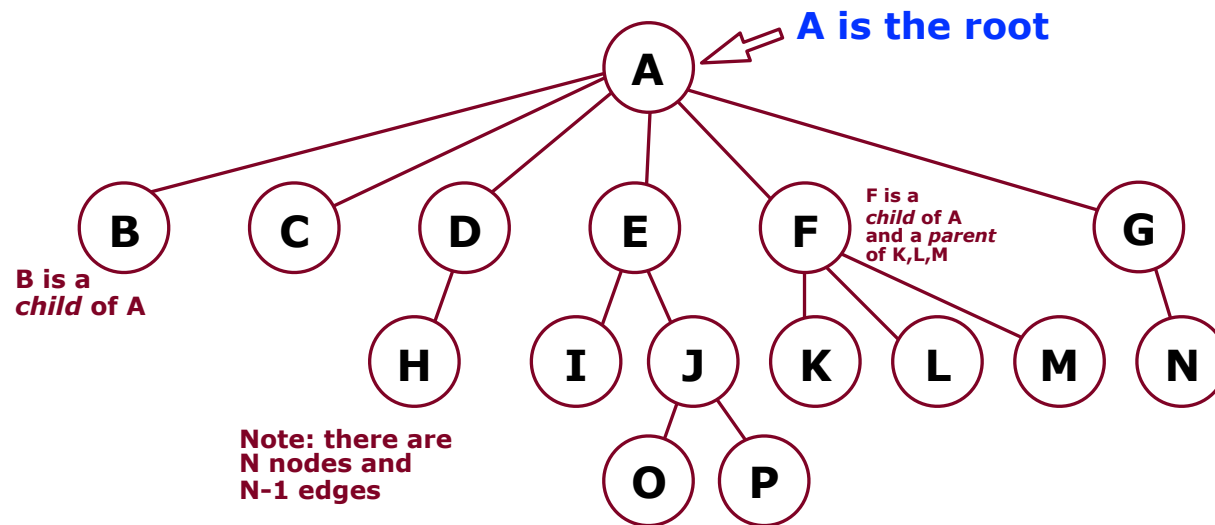 A is the root
A
B
C
D
E
F
F is a
child of A
and a parent
of K,L,M
G
B is a
child of A
H
I
J
K
L
M
N
Note: there are
N nodes and
N-1 edges
O
P